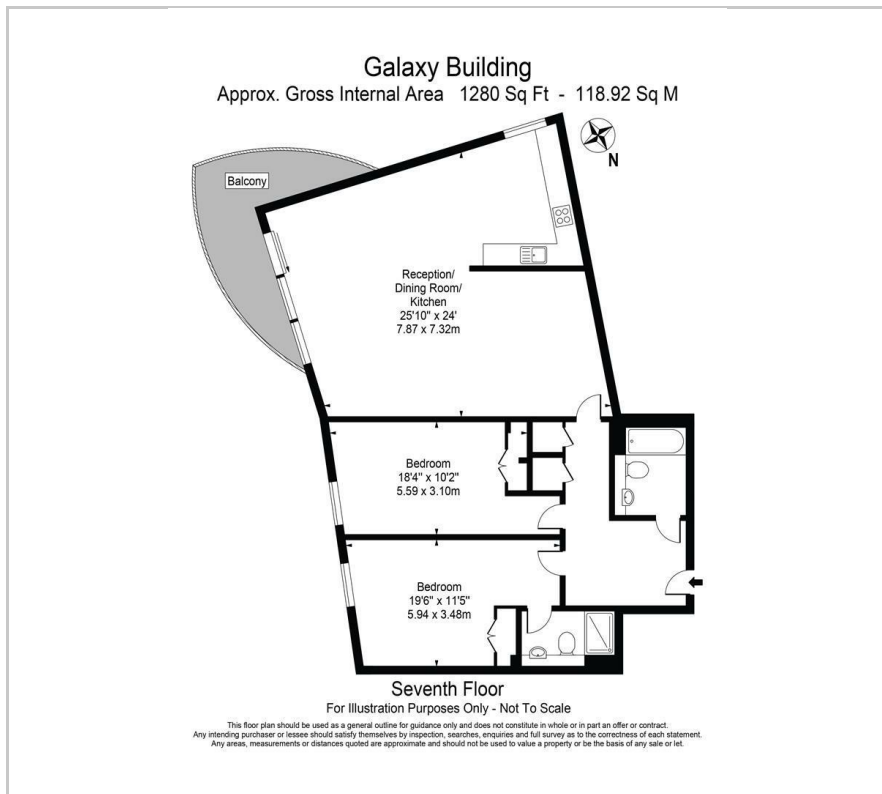 Galaxy Building
Approx. Gross Internal Area 1280 Sq Ft - 118.92 Sq M
N
Balcony
Reception/
Dining Room/
Kitchen
25'10" x 24'
7.87 x 7.32m
Bedroom
18'4" x 10'2"
5.59 x 3.10m
Bedroom
19'6" x 11'5"
5.94 x 3.48m
Seventh Floor
For Illustration Purposes Only - Not To Scale
This floor plan should be used as a general outline for guidance only and does not constitute in whole or in part an offer or contract.
Any intending purchaser or lessee should satisfy themselves by inspection, searches, enquiries and full survey as to the correctness of each statement.
Any areas, measurements or distances quoted are approximate and should not be used to value a property or be the basis of any sale or let.